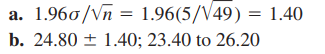 a. 1.96σ/√n = 1.96(5/√49) = 1.40
b. 24.80 ± 1.40; 23.40 to 26.20